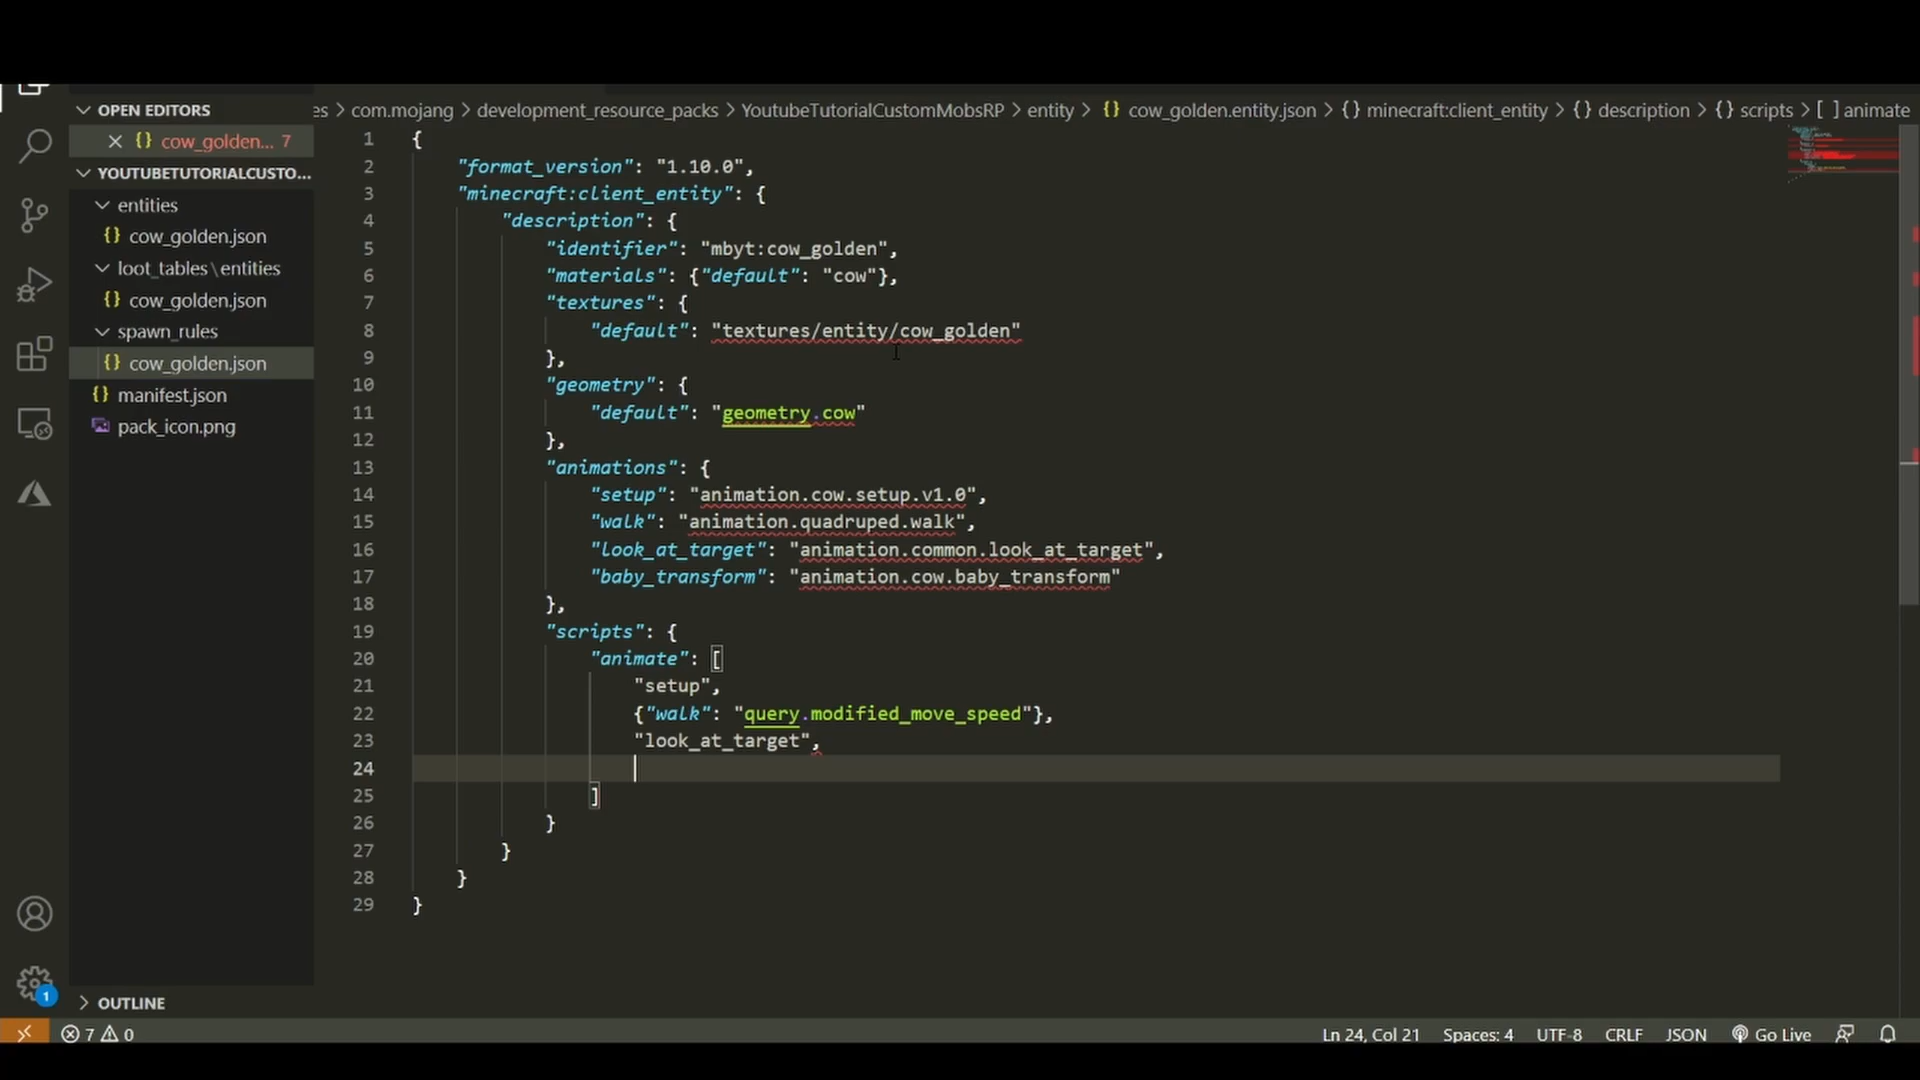 OPEN EDITORS
cow_golden... 7
YOUTUBETUTORIALCUSTO...
entities
cow_golden.json
loot_tables\entities
cow_golden.json
spawn_rules
cow_golden.json
manifest.json
pack_icon.png
OUTLINE
es > com.mojang > development_resource_packs > YoutubeTutorialCustomMobsRP > entity > {} cow_golden.entity.json > {} minecraft:client_entity > {} description > {} scripts > [ ] animate
1 {
2 "format_version": "1.10.0",
3 "minecraft:client_entity": {
4 "description": {
5 "identifier": "mbyt:cow_golden",
6 "materials": {"default": "cow"},
7 "textures": {
8 "default": "textures/entity/cow_golden"
9 },
10 "geometry": {
11 "default": "geometry.cow"
12 },
13 "animations": {
14 "setup": "animation.cow.setup.v1.0",
15 "walk": "animation.quadruped.walk",
16 "look_at_target": "animation.common.look_at_target",
17 "baby_transform": "animation.cow.baby_transform"
18 },
19 "scripts": {
20 "animate": [
21 "setup",
22 {"walk": "query.modified_move_speed"},
23 "look_at_target",
24
25 ]
26 }
27 }
28 }
29 }
1
7 0
Ln 24, Col 21 Spaces: 4 UTF-8 CRLF JSON Go Live